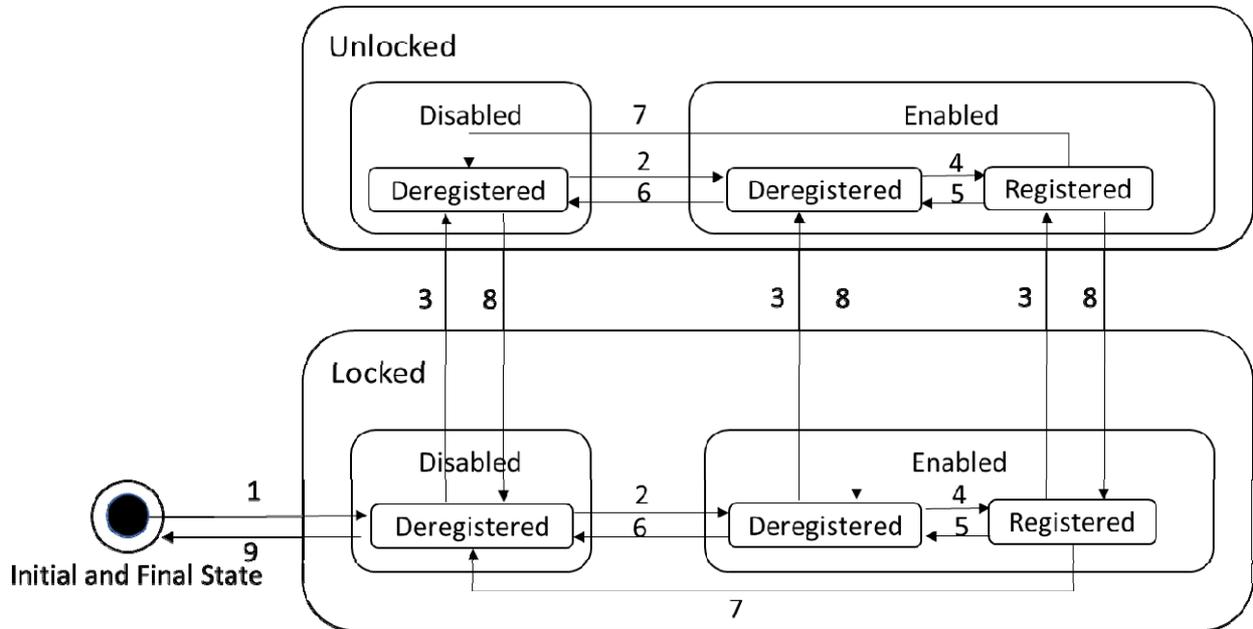 Unlocked
Disabled 7 Enabled
2 4
Deregistered Deregistered Registered
6 5
3 8 3 8 3 8
Locked
Disabled Enabled
1 2 4
Deregistered Deregistered Registered
6 5
9
Initial and Final State
7